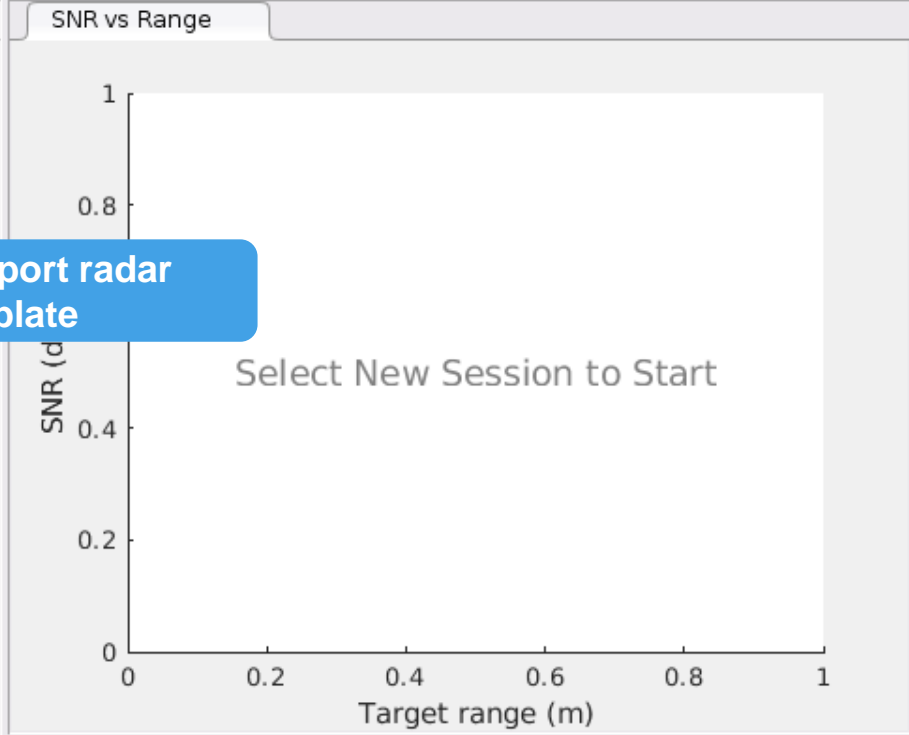 SNR vs Range
1
0.8
port radar
plate
SNR (d
Select New Session to Start
0.4
0.2
0
0
0.2
0.4
0.6
0.8
1
Target range (m)